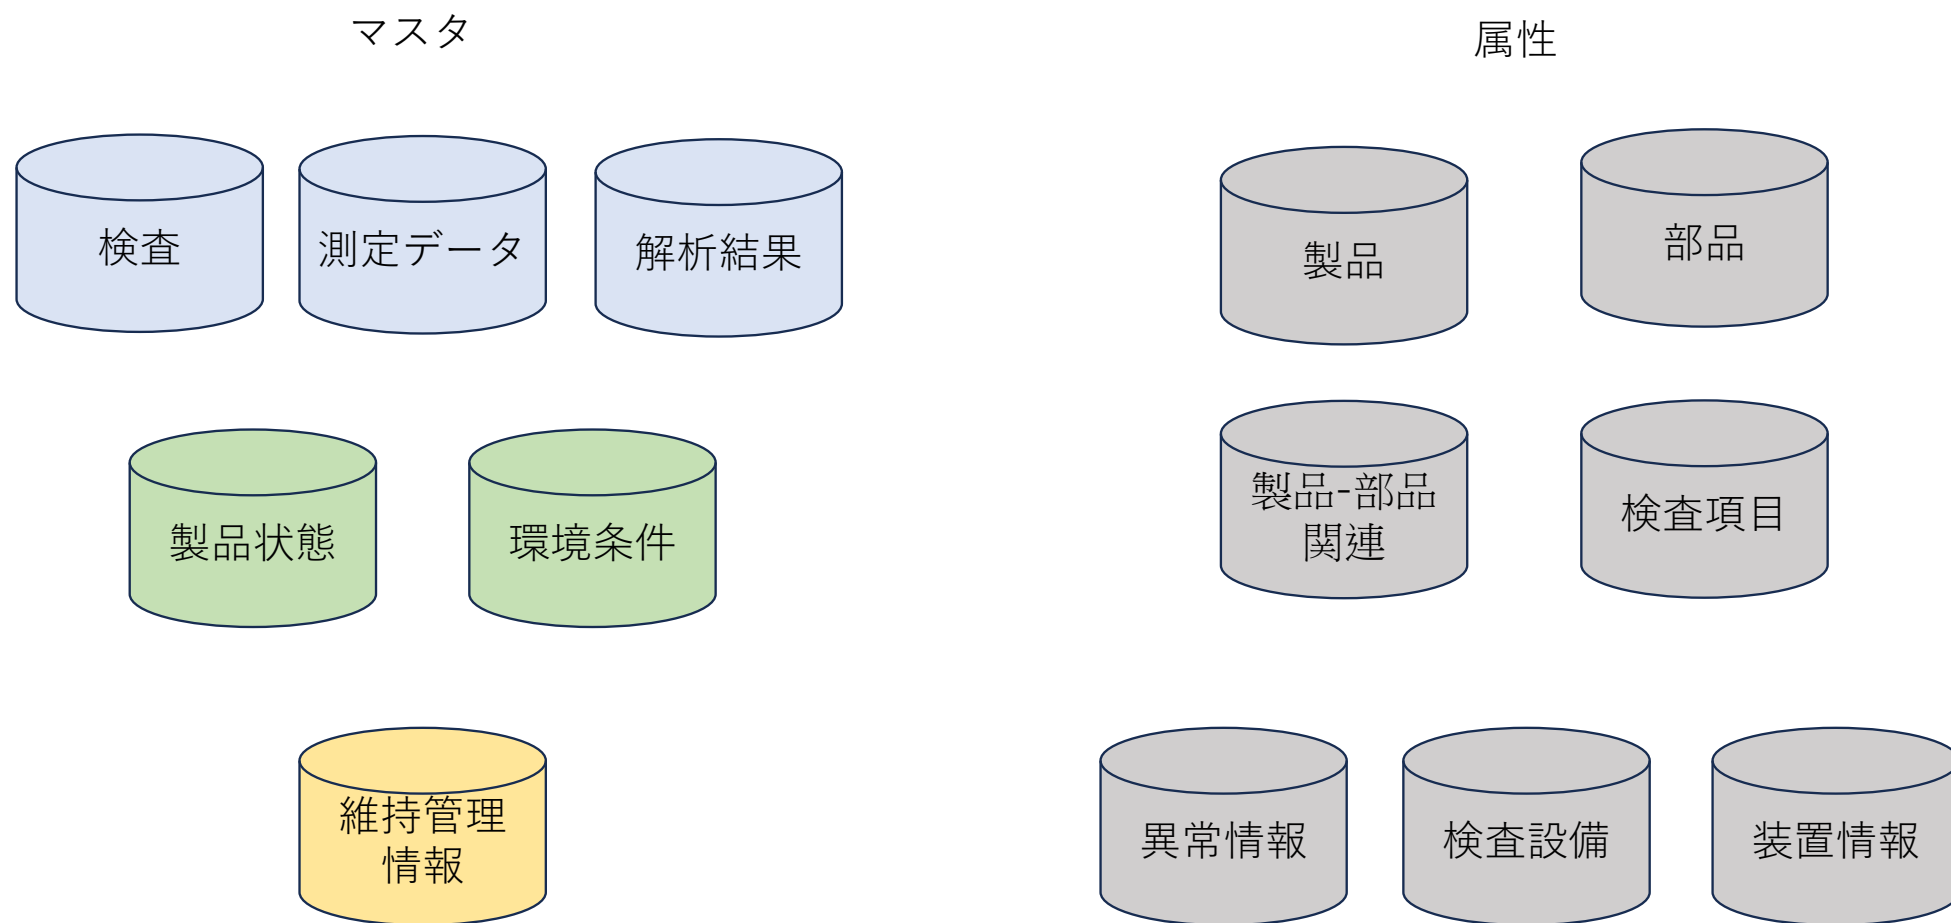 マスタ
属性
検査
測定データ
解析結果
製品
部品
製品状態
環境条件
製品-部品
関連
検査項目
維持管理
情報
異常情報
検査設備
装置情報